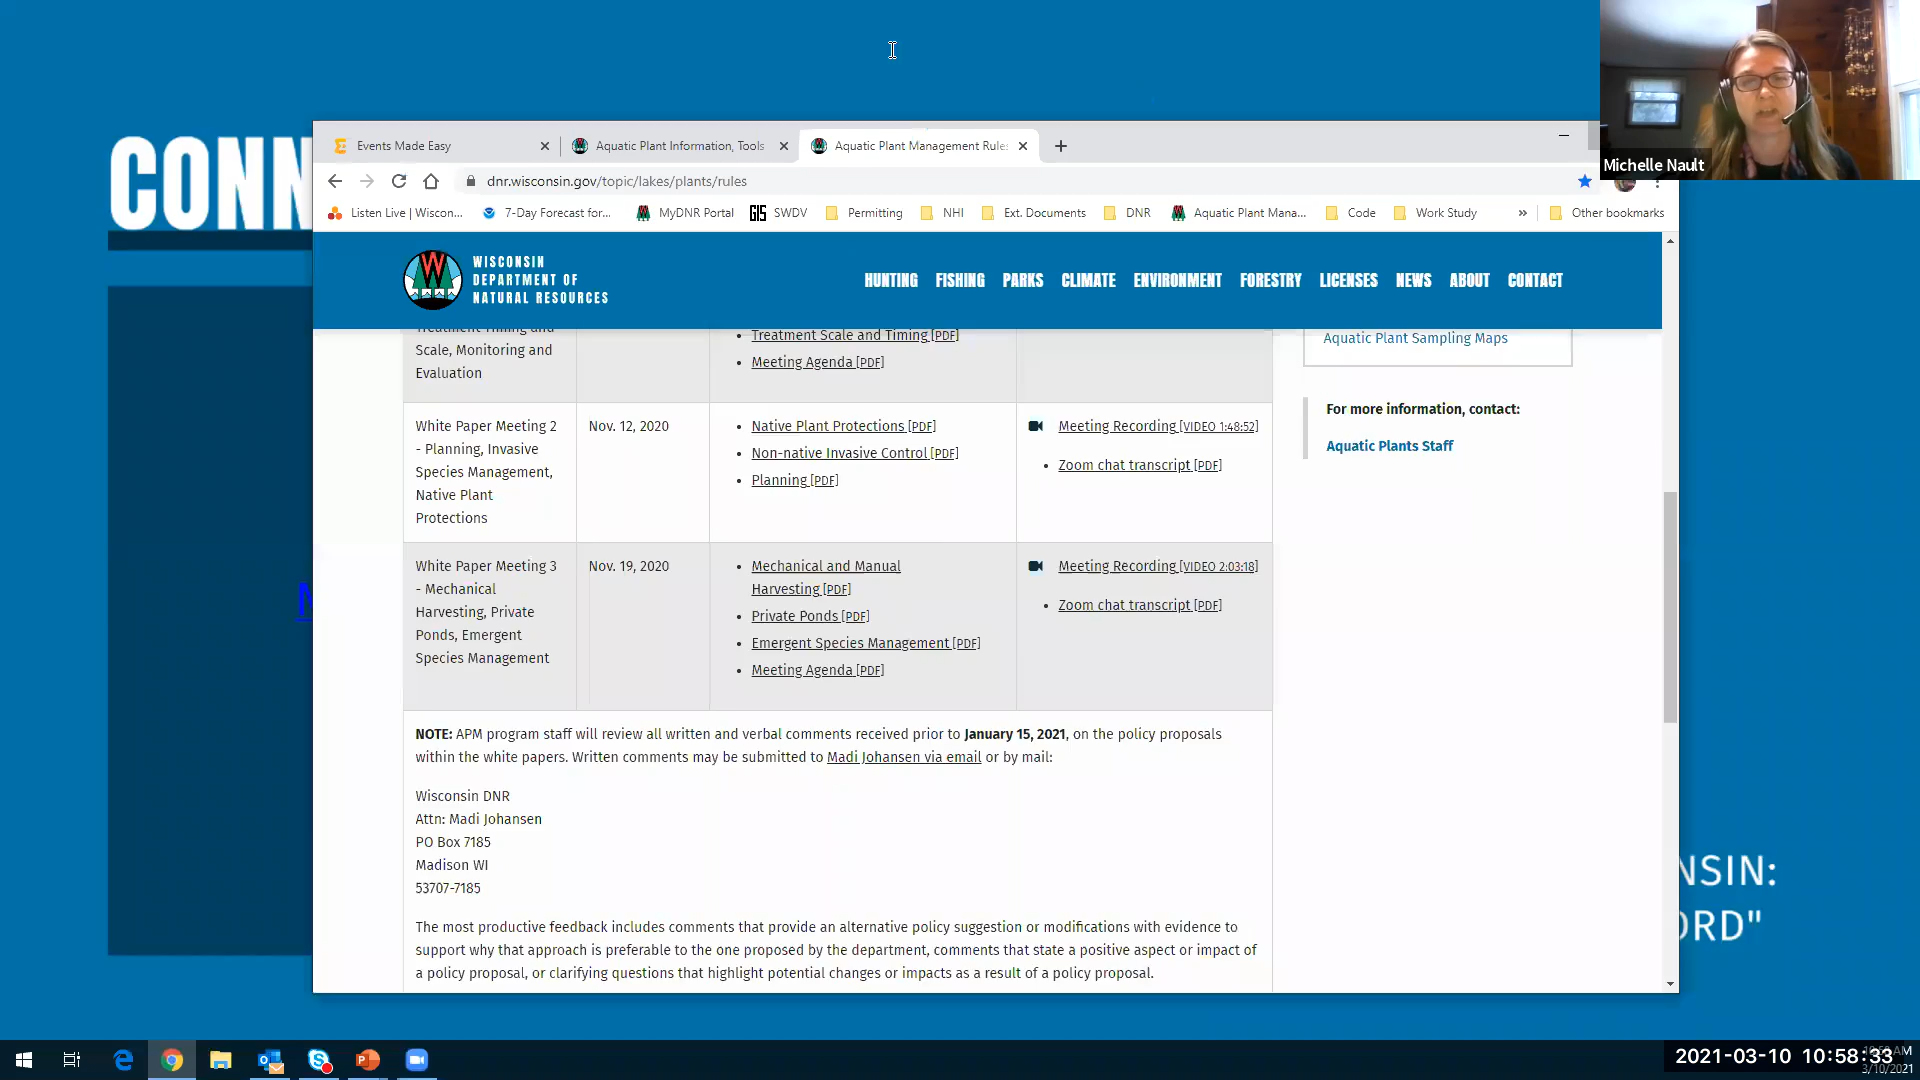 Michelle Nault
CONN
Events Made Easy
Aquatic Plant Information, Tools
Aquatic Plant Management Rule
dnr.wisconsin.gov/topic/lakes/plants/rules
Listen Live | Wiscon...
7-Day Forecast for...
MyDNR Portal
GIS SWDV
Permitting
NHI
Ext. Documents
DNR
Aquatic Plant Mana...
Code
Work Study
»
Other bookmarks
WISCONSIN
DEPARTMENT OF
NATURAL RESOURCES
HUNTING FISHING PARKS CLIMATE ENVIRONMENT FORESTRY LICENSES NEWS ABOUT CONTACT
Treatment Timing and
Scale, Monitoring and
Evaluation
• Treatment Scale and Timing [PDF]
• Meeting Agenda [PDF]
Aquatic Plant Sampling Maps
For more information, contact:
Aquatic Plants Staff
White Paper Meeting 2
- Planning, Invasive
Species Management,
Native Plant
Protections
Nov. 12, 2020
• Native Plant Protections [PDF]
• Non-native Invasive Control [PDF]
• Planning [PDF]
Meeting Recording [VIDEO 1:48:52]
• Zoom chat transcript [PDF]
White Paper Meeting 3
- Mechanical
Harvesting, Private
Ponds, Emergent
Species Management
Nov. 19, 2020
• Mechanical and Manual
Harvesting [PDF]
• Private Ponds [PDF]
• Emergent Species Management [PDF]
• Meeting Agenda [PDF]
Meeting Recording [VIDEO 2:03:18]
• Zoom chat transcript [PDF]
NOTE: APM program staff will review all written and verbal comments received prior to January 15, 2021, on the policy proposals
within the white papers. Written comments may be submitted to Madi Johansen via email or by mail:
Wisconsin DNR
Attn: Madi Johansen
PO Box 7185
Madison WI
53707-7185
The most productive feedback includes comments that provide an alternative policy suggestion or modifications with evidence to
support why that approach is preferable to the one proposed by the department, comments that state a positive aspect or impact of
a policy proposal, or clarifying questions that highlight potential changes or impacts as a result of a policy proposal.
NSIN:
ORD"
2021-03-10 10:58:33
3/10/2021